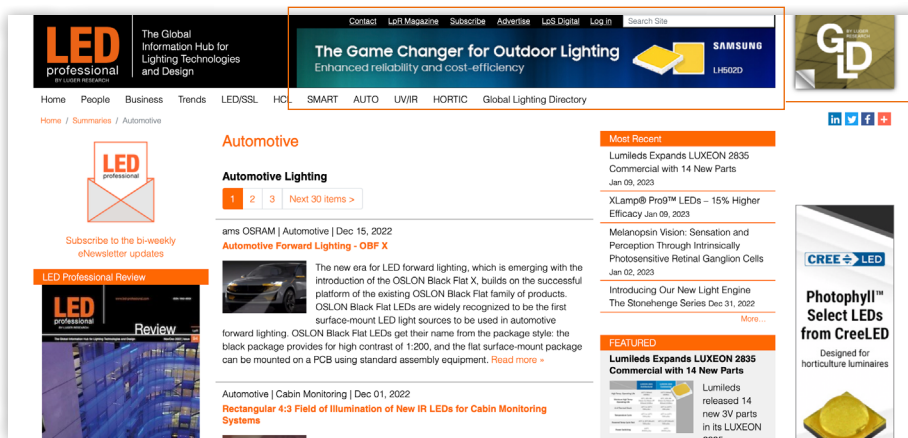 Contact LpR Magazine Subscribe Advertise LpS Digital Log in Search Site
LED
professional
BY LUGER RESEARCH
The Global
Information Hub for
Lighting Technologies
and Design
The Game Changer for Outdoor Lighting
Enhanced reliability and cost-efficiency
SAMSUNG
LH502D
BY LUGER
RESEARCH
GLD
Home People Business Trends LED/SSL HCL SMART AUTO UV/IR HORTIC Global Lighting Directory
Home / Summaries / Automotive
LED
professional
Subscribe to the bi-weekly
eNewsletter updates
LED Professional Review
LED
professional
Review
Automotive
Automotive Lighting
1 2 3 Next 30 items >
ams OSRAM | Automotive | Dec 15, 2022
Automotive Forward Lighting - OBF X
The new era for LED forward lighting, which is emerging with the
introduction of the OSLON Black Flat X, builds on the successful
platform of the existing OSLON Black Flat family of products.
OSLON Black Flat LEDs are widely recognized to be the first
surface-mount LED light sources to be used in automotive
forward lighting. OSLON Black Flat LEDs get their name from the package style: the
black package provides for high contrast of 1:200, and the flat surface-mount package
can be mounted on a PCB using standard assembly equipment. Read more »
Automotive | Cabin Monitoring | Dec 01, 2022
Rectangular 4:3 Field of Illumination of New IR LEDs for Cabin Monitoring
Systems
Most Recent
Lumileds Expands LUXEON 2835
Commercial with 14 New Parts
Jan 09, 2023
XLamp® Pro9™ LEDs – 15% Higher
Efficacy Jan 09, 2023
Melanopsin Vision: Sensation and
Perception Through Intrinsically
Photosensitive Retinal Ganglion Cells
Jan 02, 2023
Introducing Our New Light Engine
The Stonehenge Series Dec 31, 2022
More...
FEATURED
Lumileds Expands LUXEON 2835
Commercial with 14 New Parts
Lumileds
released 14
new 3V parts
in its LUXEON
in f +
CREE LED
Photophyll™
Select LEDs
from CreeLED
Designed for
horticulture luminaires